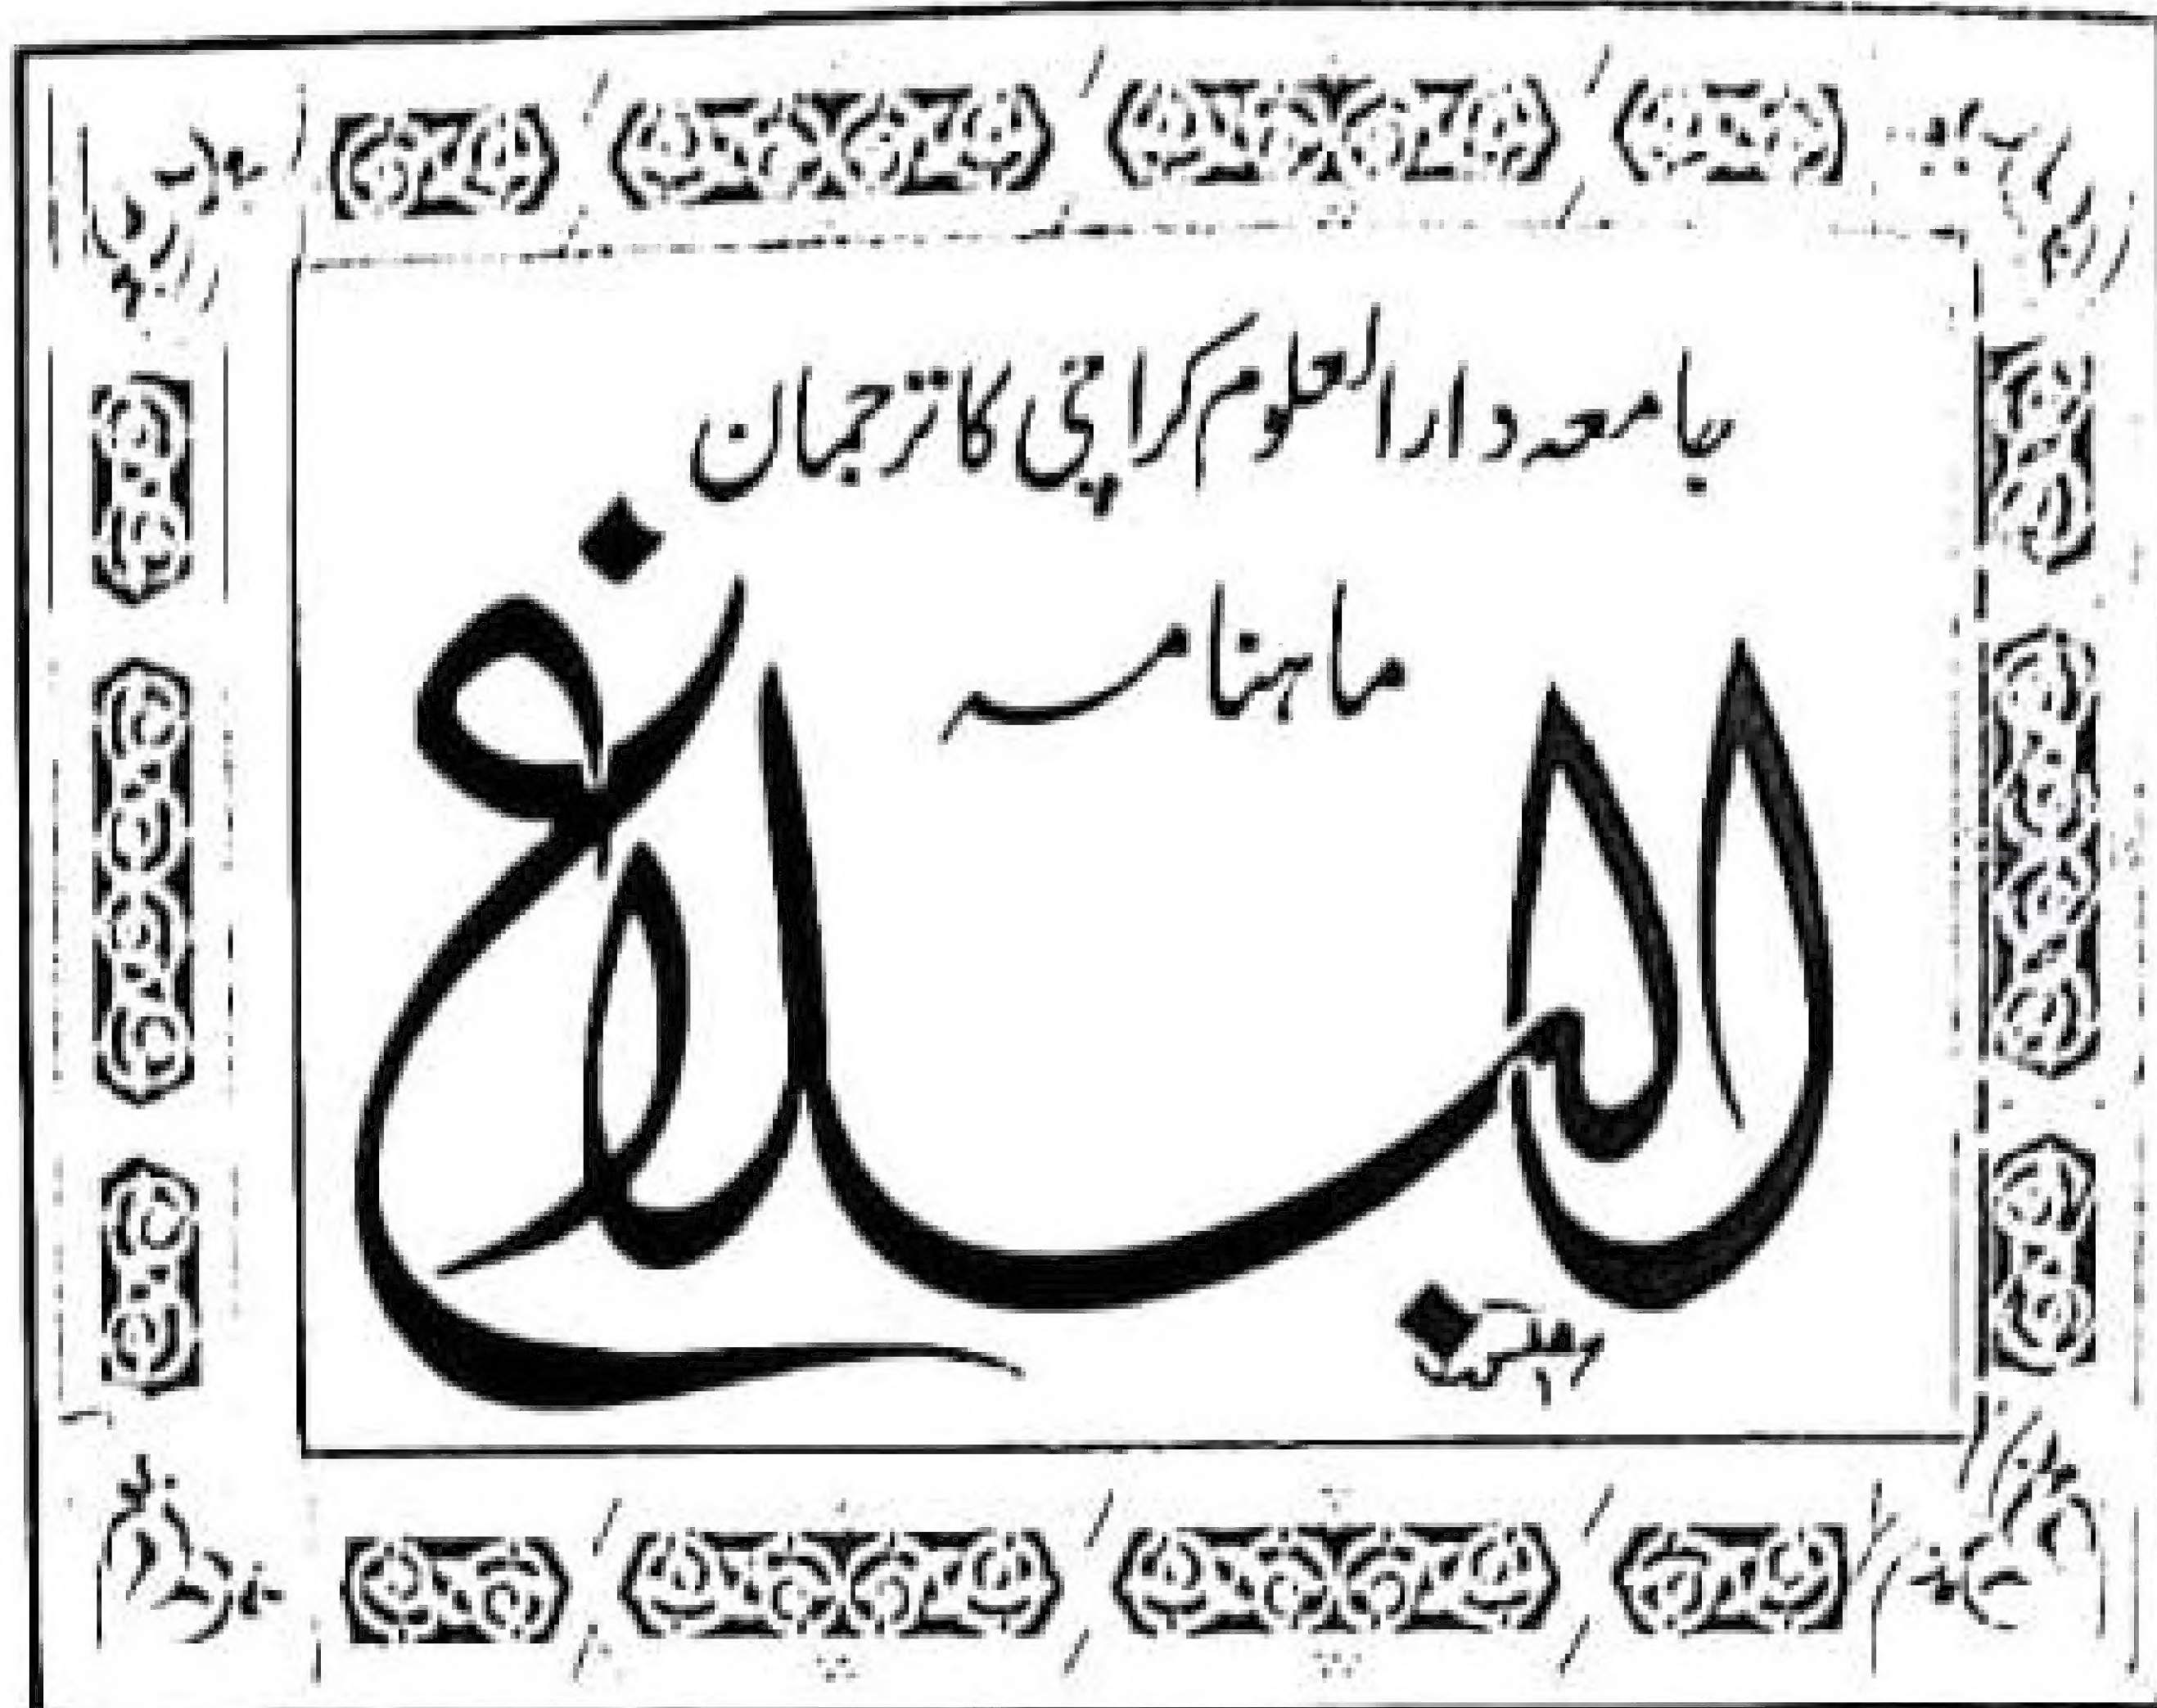 جامعہ دارالعلوم کراچی کا ترجمان
ماہنامہ
البلاغ